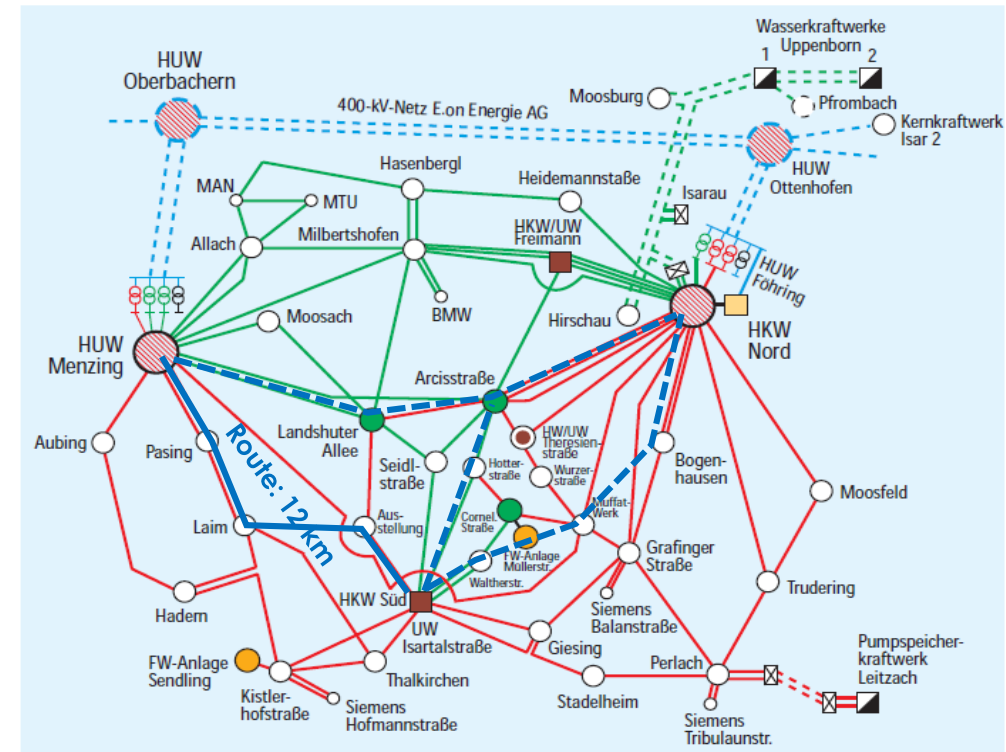 Wasserkraftwerke
Uppenborn
1
2
HUW
Oberbachern
400-kV-Netz E.on Energie AG
Moosburg
Pfrombach
Kernkraftwerk
Isar 2
HUW
Ottenhofen
Hasenbergl
Heidemannstaße
Isarau
MAN
MTU
HKW/UW
Freimann
Allach
Milbertshofen
HUW
Föhring
BMW
Moosach
Hirschau
HKW
Nord
HUW
Menzing
Arcisstraße
Landshuter
Allee
HW/UW
Theresien-
straße
Aubing
Pasing
Route: 12 km
Seidl-
straße
Hotter-
straße
Wurzer-
straße
Bogen-
hausen
Moosfeld
Laim
Aus-
stellung
Cornel.
Straße
Muffat-
Werk
FW-Anlage
Müllerstr.
Grafinger
Straße
Waltherstr.
Trudering
Hadern
HKW Süd
UW
Isartalstraße
Siemens
Balanstraße
Giesing
FW-Anlage
Sendling
Thalkirchen
Perlach
Pumpspeicher-
kraftwerk
Leitzach
Kistler-
hofstraße
Siemens
Hofmannstraße
Stadelheim
Siemens
Tribulaunstr.